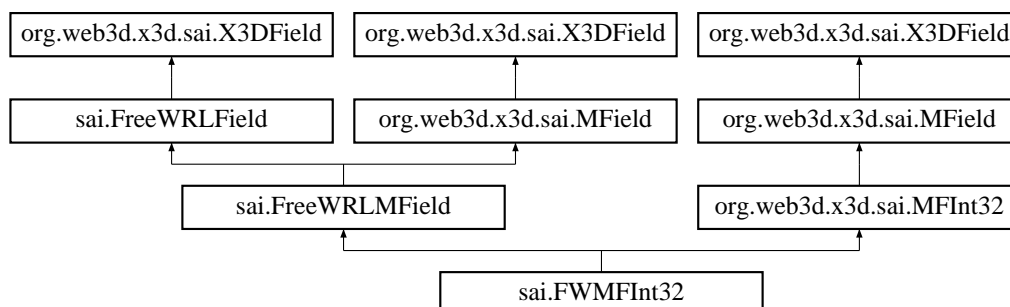 org.web3d.x3d.sai.X3DField org.web3d.x3d.sai.X3DField org.web3d.x3d.sai.X3DField
sai.FreeWRLField org.web3d.x3d.sai.MField org.web3d.x3d.sai.MField
sai.FreeWRLMField org.web3d.x3d.sai.MFInt32
sai.FWMFInt32